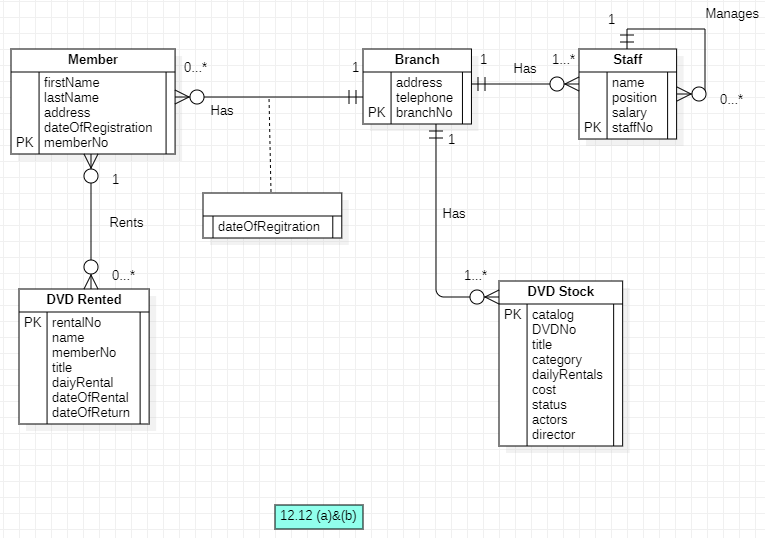 Manages
1
Member
0...*
1
Branch
1
Has
1...*
Staff
0...*
firstName
lastName
address
dateOfRegistration
PK memberNo
Has
address
telephone
PK branchNo
name
position
salary
PK staffNo
1
1
Rents
dateOfRegitration
Has
0...*
1...*
DVD Rented
PK rentalNo
name
memberNo
title
daiyRental
dateOfRental
dateOfReturn
DVD Stock
PK catalog
DVDNo
title
category
dailyRentals
cost
status
actors
director
12.12 (a)&(b)